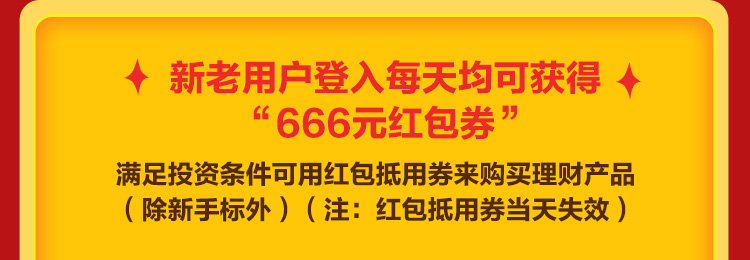 新老用户登入每天均可获得
“666元红包券”
满足投资条件可用红包抵用券来购买理财产品
（除新手标外）（注：红包抵用券当天失效）